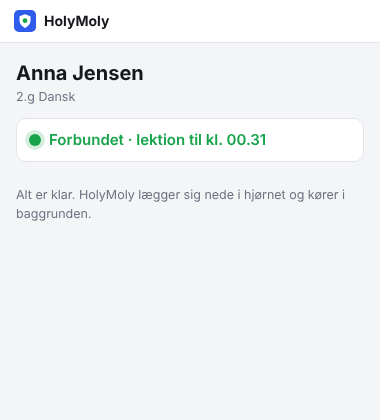 HolyMoly
Anna Jensen
2.g Dansk
Forbundet · lektion til kl. 00.31
Alt er klar. HolyMoly lægger sig nede i hjørnet og kører i
baggrunden.